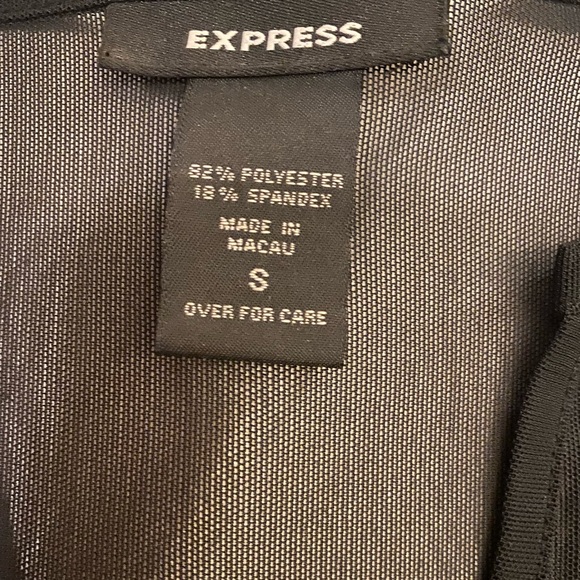 EXPRESS
82% POLYESTER
18% SPANDEX
MADE IN
MACAU
S
OVER FOR CARE